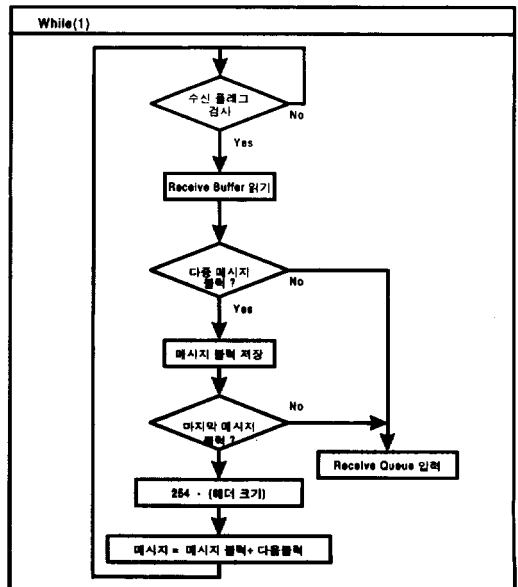 While(1)
수신 플래그
검사
No
Yes
Receive Buffer 읽기
다중 메시지
블럭 ?
No
Yes
메시지 블럭 저장
마지막 메시지
블럭 ?
No
Receive Queue 입력
254 - (헤더 크기)
메시지 = 메시지 블럭+ 다음블럭